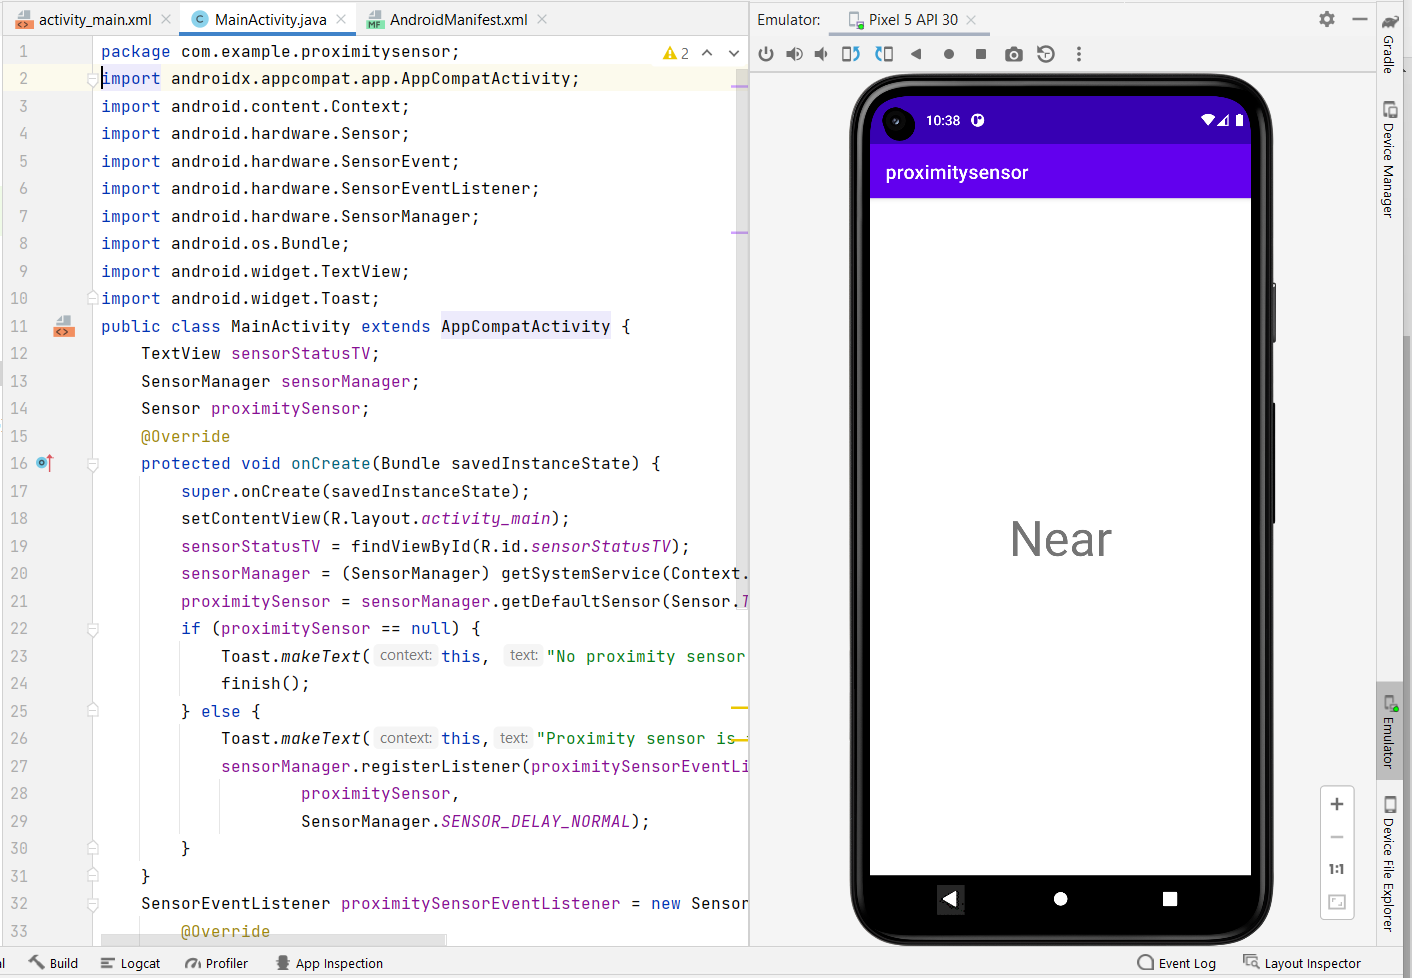 activity_main.xml MainActivity.java AndroidManifest.xml
Emulator: Pixel 5 API 30
1 package com.example.proximitysensor; 2
2 import androidx.appcompat.app.AppCompatActivity;
3 import android.content.Context;
4 import android.hardware.Sensor;
5 import android.hardware.SensorEvent;
6 import android.hardware.SensorEventListener;
7 import android.hardware.SensorManager;
8 import android.os.Bundle;
9 import android.widget.TextView;
10 import android.widget.Toast;
11 public class MainActivity extends AppCompatActivity {
12 TextView sensorStatusTV;
13 SensorManager sensorManager;
14 Sensor proximitySensor;
15 @Override
16 protected void onCreate(Bundle savedInstanceState) {
17 super.onCreate(savedInstanceState);
18 setContentView(R.layout.activity_main);
19 sensorStatusTV = findViewById(R.id.sensorStatusTV);
20 sensorManager = (SensorManager) getSystemService(Context.
21 proximitySensor = sensorManager.getDefaultSensor(Sensor.T
22 if (proximitySensor == null) {
23 Toast.makeText( context: this, text: "No proximity sensor
24 finish();
25 } else {
26 Toast.makeText( context: this, text: "Proximity sensor is
27 sensorManager.registerListener(proximitySensorEventLi
28 proximitySensor,
29 SensorManager.SENSOR_DELAY_NORMAL);
30 }
31 }
32 SensorEventListener proximitySensorEventListener = new Sensor
33 @Override
10:38
proximitysensor
Near
1:1
Gradle
Device Manager
Emulator
Device File Explorer
Build Logcat Profiler App Inspection Event Log Layout Inspector